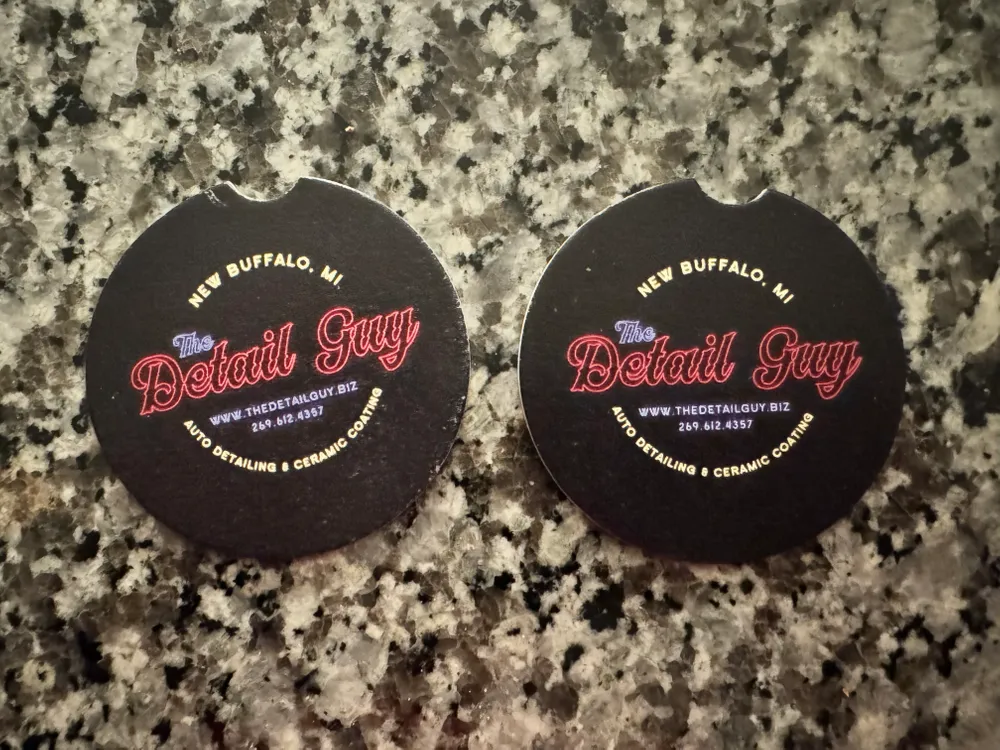 NEW BUFFALO, MI
The
Detail Guy
WWW.THEDETAILGUY.BIZ
269.612.4357
AUTO DETAILING & CERAMIC COATING
NEW BUFFALO, MI
The
Detail Guy
WWW.THEDETAILGUY.BIZ
269.612.4357
AUTO DETAILING & CERAMIC COATING